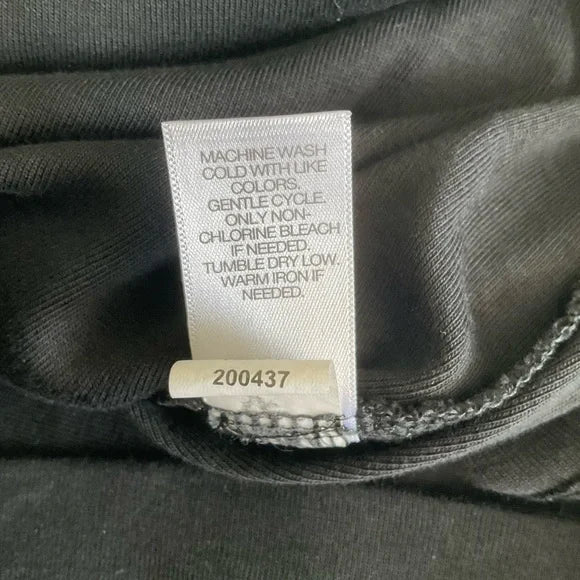 MACHINE WASH
COLD WITH LIKE
COLORS.
GENTLE CYCLE.
ONLY NON-
CHLORINE BLEACH
IF NEEDED.
TUMBLE DRY LOW.
WARM IRON IF
NEEDED.
200437